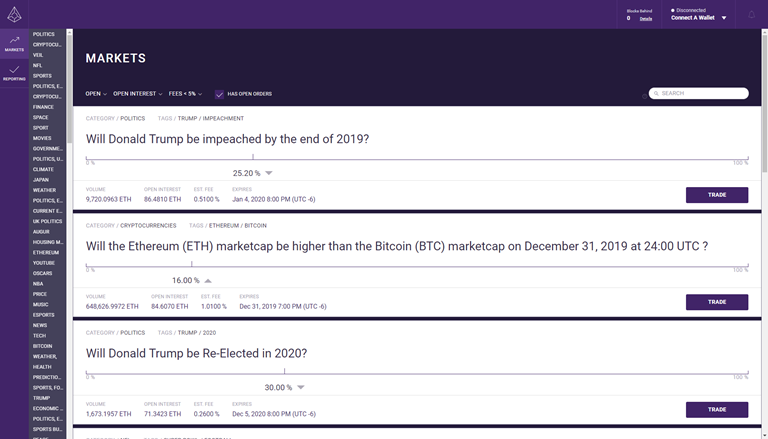 Blocks Behind
0 Details
Disconnected
Connect A Wallet
MARKETS
REPORTING
POLITICS
CRYPTOCU...
VEIL
NFL
SPORTS
POLITICS, E...
CRYPTOCU...
FINANCE
SPACE
SPORT
MOVIES
GOVERNME...
POLITICS, U...
CLIMATE
JAPAN
WEATHER
POLITICS, E...
CURRENT E...
UK POLITICS
AUGUR
HOUSING M...
ETHEREUM
YOUTUBE
OSCARS
NBA
PRICE
MUSIC
ESPORTS
NEWS
TECH
BITCOIN
WEATHER,
HEALTH
PREDICTIO...
SPORTS, FO...
TRUMP
ECONOMIC ...
POLITICS, E...
SPORTS BU...
MARKETS
OPEN OPEN INTEREST FEES < 5% HAS OPEN ORDERS SEARCH
CATEGORY / POLITICS TAGS / TRUMP / IMPEACHMENT
Will Donald Trump be impeached by the end of 2019?
0 % 100 %
25.20 %
VOLUME OPEN INTEREST EST. FEE EXPIRES
9,720.0963 ETH 86.4810 ETH 0.5100 % Jan 4, 2020 8:00 PM (UTC -6)
TRADE
CATEGORY / CRYPTOCURRENCIES TAGS / ETHEREUM / BITCOIN
Will the Ethereum (ETH) marketcap be higher than the Bitcoin (BTC) marketcap on December 31, 2019 at 24:00 UTC ?
0 % 100 %
16.00 %
VOLUME OPEN INTEREST EST. FEE EXPIRES
648,626.9972 ETH 84.6070 ETH 1.0100 % Dec 31, 2019 7:00 PM (UTC -6)
TRADE
CATEGORY / POLITICS TAGS / TRUMP / 2020
Will Donald Trump be Re-Elected in 2020?
0 % 100 %
30.00 %
VOLUME OPEN INTEREST EST. FEE EXPIRES
1,673.1957 ETH 71.3423 ETH 0.2600 % Dec 5, 2020 8:00 PM (UTC -6)
TRADE